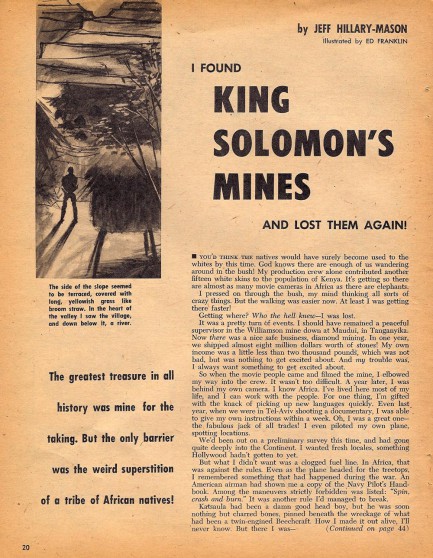 by JEFF HILLARY-MASON
Illustrated by ED FRANKLIN
I FOUND
KING
SOLOMON'S
MINES
AND LOST THEM AGAIN!
The side of the slope seemed
to be terraced, covered with
long, yellowish grass like
broom straw. In the heart of
the valley I saw the village,
and down below it, a river.
The greatest treasure in all
history was mine for the
taking. But the only barrier
was the weird superstition
of a tribe of African natives!
■ YOU'D THINK THE natives would have surely become used to the
whites by this time. God knows there are enough of us wandering
around in the bush! My production crew alone contributed another
fifteen white skins to the population of Kenya. It's getting so there
are almost as many movie cameras in Africa as there are elephants.
I pressed on through the bush, my mind thinking all sorts of
crazy things. But the walking was easier now. At least I was getting
there faster!
Getting where? Who the hell knew—I was lost.
It was a pretty turn of events. I should have remained a peaceful
supervisor in the Williamson mine down at Maudui, in Tanganyika.
Now there was a nice safe business, diamond mining. In one year,
we shipped almost eight million dollars worth of stones! My own
income was a little less than two thousand pounds, which was not
bad, but was nothing to get excited about. And my trouble was,
I always want something to get excited about.
So when the movie people came and filmed the mine, I elbowed
my way into the crew. It wasn't too difficult. A year later, I was
behind my own camera. I know Africa. I've lived here most of my
life, and I can work with the people. For one thing, I'm gifted
with the knack of picking up new languages quickly. Even last
year, when we were in Tel-Aviv shooting a documentary, I was able
to give my own instructions within a week. Oh, I was a great one—
the fabulous jack of all trades! I even piloted my own plane,
spotting locations.
We'd been out on a preliminary survey this time, and had gone
quite deeply into the Continent. I wanted fresh locales, something
Hollywood hadn't gotten to yet.
But what I didn't want was a clogged fuel line. In Africa, that
was against the rules. Even as the plane headed for the treetops,
I remembered something that had happened during the war. An
American airman had shown me a copy of the Navy Pilot's Hand-
book. Among the maneuvers strictly forbidden was listed: "Spin,
crash and burn." It was another rule I'd managed to break.
Katsaula had been a damn good head boy, but he was soon
nothing but charred bones, pinned beneath the wreckage of what
had been a twin-engined Beechcraft. How I made it out alive, I'll
never know. But there I was— (Continued on page 44)
20